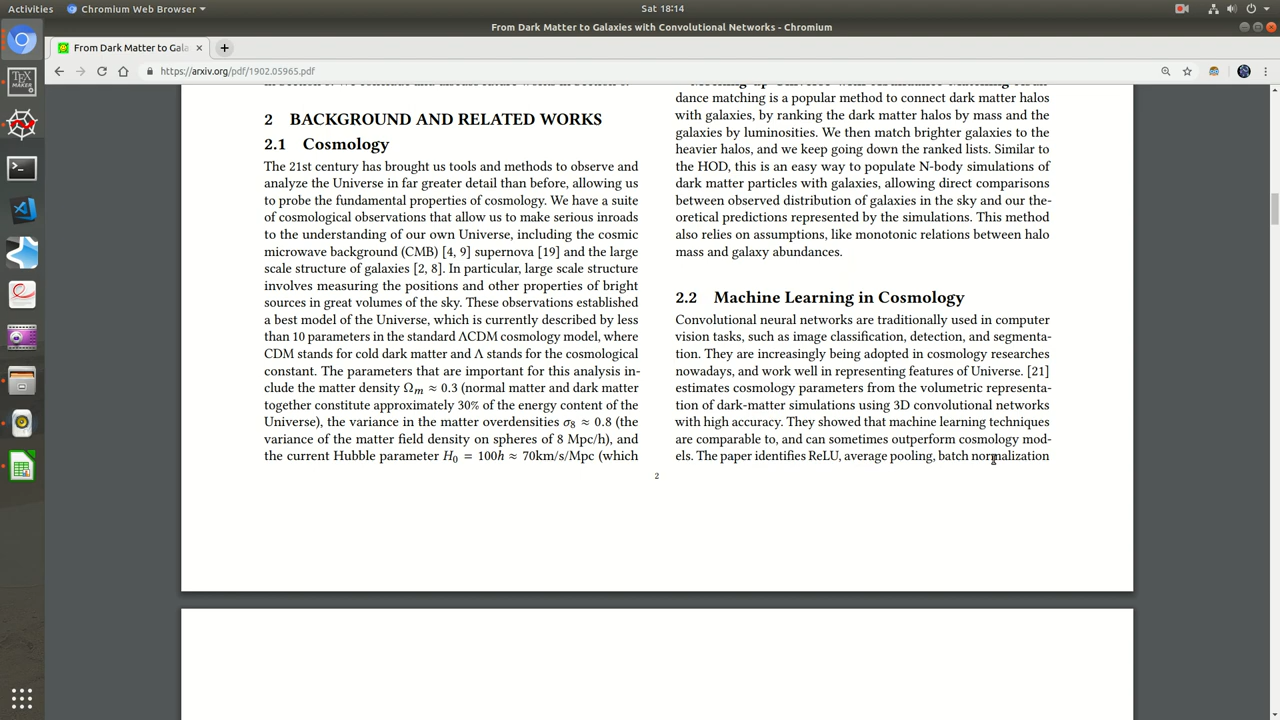 Activities
Chromium Web Browser
Sat 18:14
From Dark Matter to Galaxies with Convolutional Networks - Chromium
From Dark Matter to Gala
https://arxiv.org/pdf/1902.05965.pdf
2 BACKGROUND AND RELATED WORKS
2.1 Cosmology
The 21st century has brought us tools and methods to observe and
analyze the Universe in far greater detail than before, allowing us
to probe the fundamental properties of cosmology. We have a suite
of cosmological observations that allow us to make serious inroads
to the understanding of our own Universe, including the cosmic
microwave background (CMB) [4, 9] supernova [19] and the large
scale structure of galaxies [2, 8]. In particular, large scale structure
involves measuring the positions and other properties of bright
sources in great volumes of the sky. These observations established
a best model of the Universe, which is currently described by less
than 10 parameters in the standard ΛCDM cosmology model, where
CDM stands for cold dark matter and Λ stands for the cosmological
constant. The parameters that are important for this analysis in-
clude the matter density Ωm ≈ 0.3 (normal matter and dark matter
together constitute approximately 30% of the energy content of the
Universe), the variance in the matter overdensities σ8 ≈ 0.8 (the
variance of the matter field density on spheres of 8 Mpc/h), and
the current Hubble parameter H0 = 100h ≈ 70km/s/Mpc (which
dance matching is a popular method to connect dark matter halos
with galaxies, by ranking the dark matter halos by mass and the
galaxies by luminosities. We then match brighter galaxies to the
heavier halos, and we keep going down the ranked lists. Similar to
the HOD, this is an easy way to populate N-body simulations of
dark matter particles with galaxies, allowing direct comparisons
between observed distribution of galaxies in the sky and our the-
oretical predictions represented by the simulations. This method
also relies on assumptions, like monotonic relations between halo
mass and galaxy abundances.
2.2 Machine Learning in Cosmology
Convolutional neural networks are traditionally used in computer
vision tasks, such as image classification, detection, and segmenta-
tion. They are increasingly being adopted in cosmology researches
nowadays, and work well in representing features of Universe. [21]
estimates cosmology parameters from the volumetric representa-
tion of dark-matter simulations using 3D convolutional networks
with high accuracy. They showed that machine learning techniques
are comparable to, and can sometimes outperform cosmology mod-
els. The paper identifies ReLU, average pooling, batch normalization
2